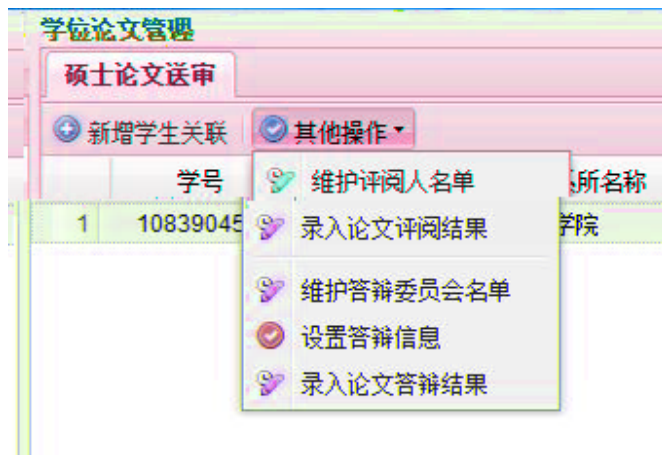 学位论文管理
硕士论文送审
新增学生关联 其他操作
学号 维护评阅人名单 所名称
1 10839045 录入论文评阅结果 学院
维护答辩委员会名单
设置答辩信息
录入论文答辩结果